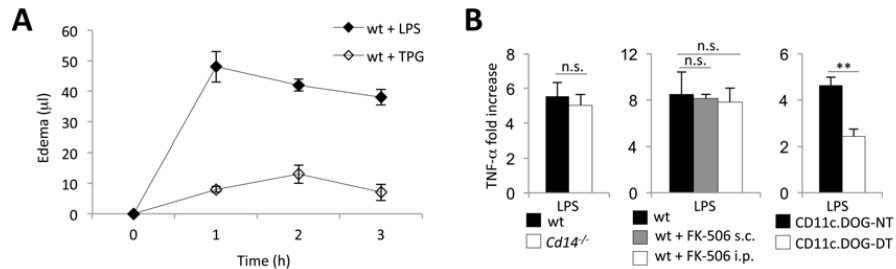 A
wt + LPS
wt + TPG
60
50
40
30
20
10
0
Edema (μl)
0 1 2 3
Time (h)
B
TNF-α fold increase
8
6
4
2
0
n.s.
LPS
wt
Cd14-/-
12
8
4
0
n.s.
n.s.
LPS
wt
wt + FK-506 s.c.
wt + FK-506 i.p.
6
4
2
0
**
LPS
CD11c.DOG-NT
CD11c.DOG-DT